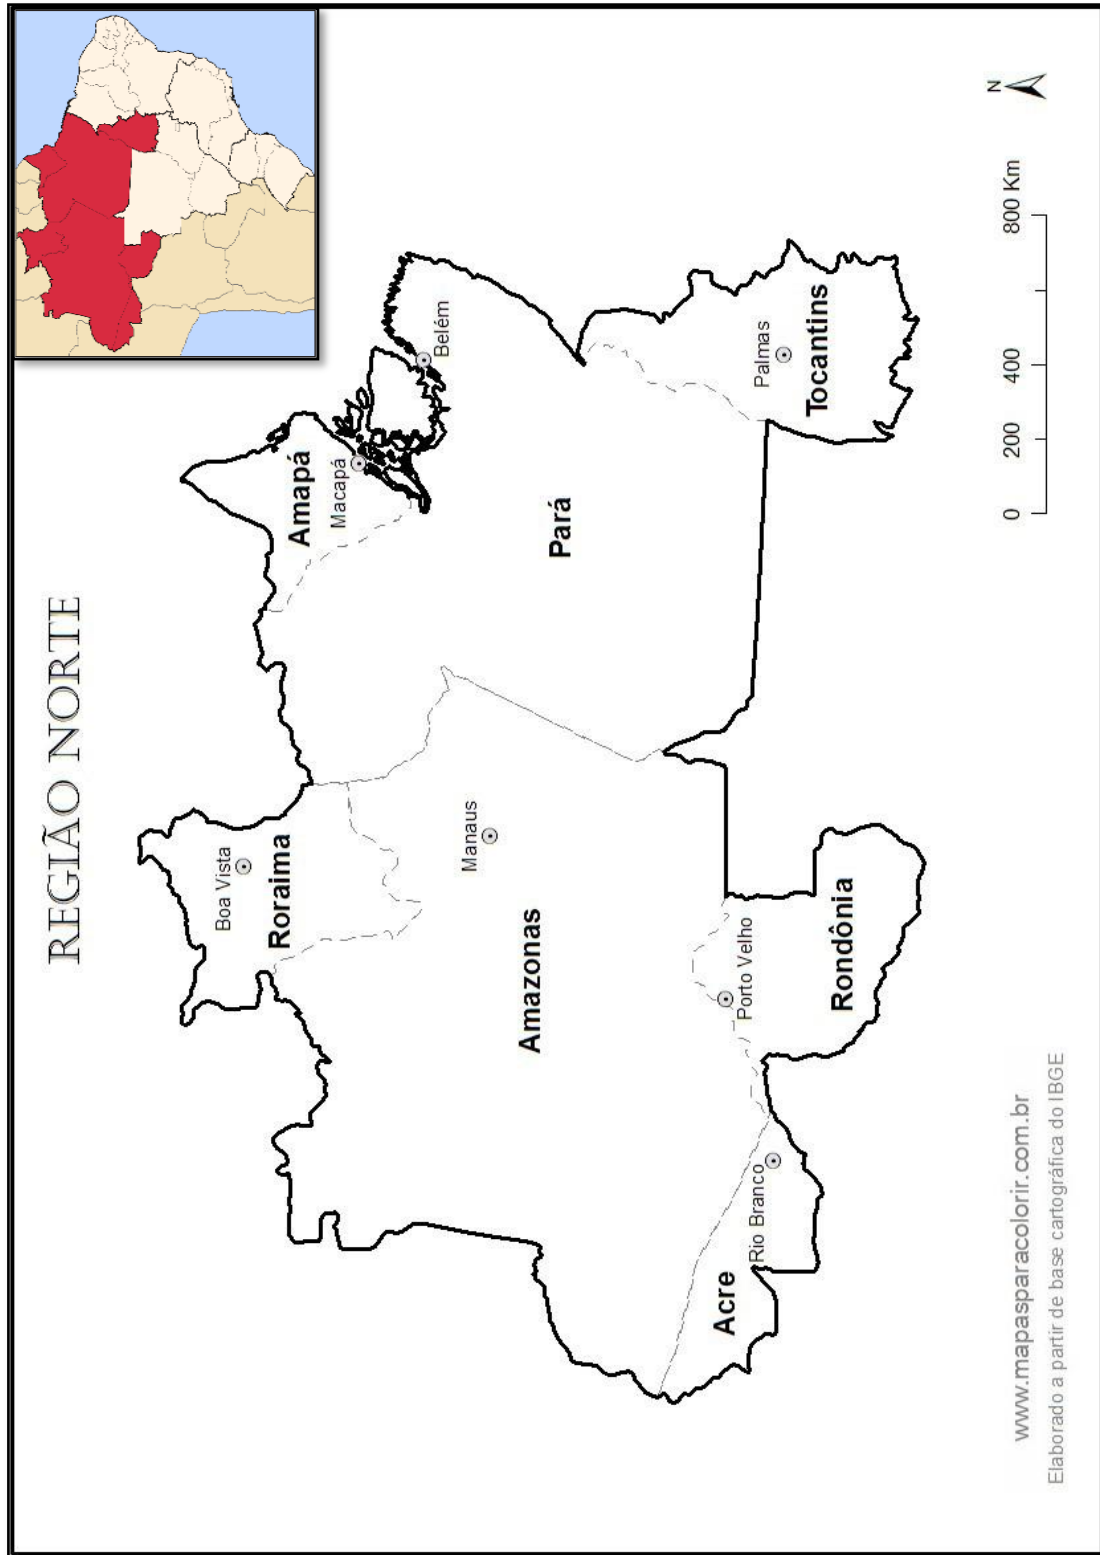 REGIÃO NORTE
Boa Vista
Roraima
Amapá
Macapá
Belém
Manaus
Amazonas
Pará
Porto Velho
Rondônia
Rio Branco
Acre
Palmas
Tocantins
N
0 200 400 800 Km
www.mapasparacolorir.com.br
Elaborado a partir de base cartográfica do IBGE